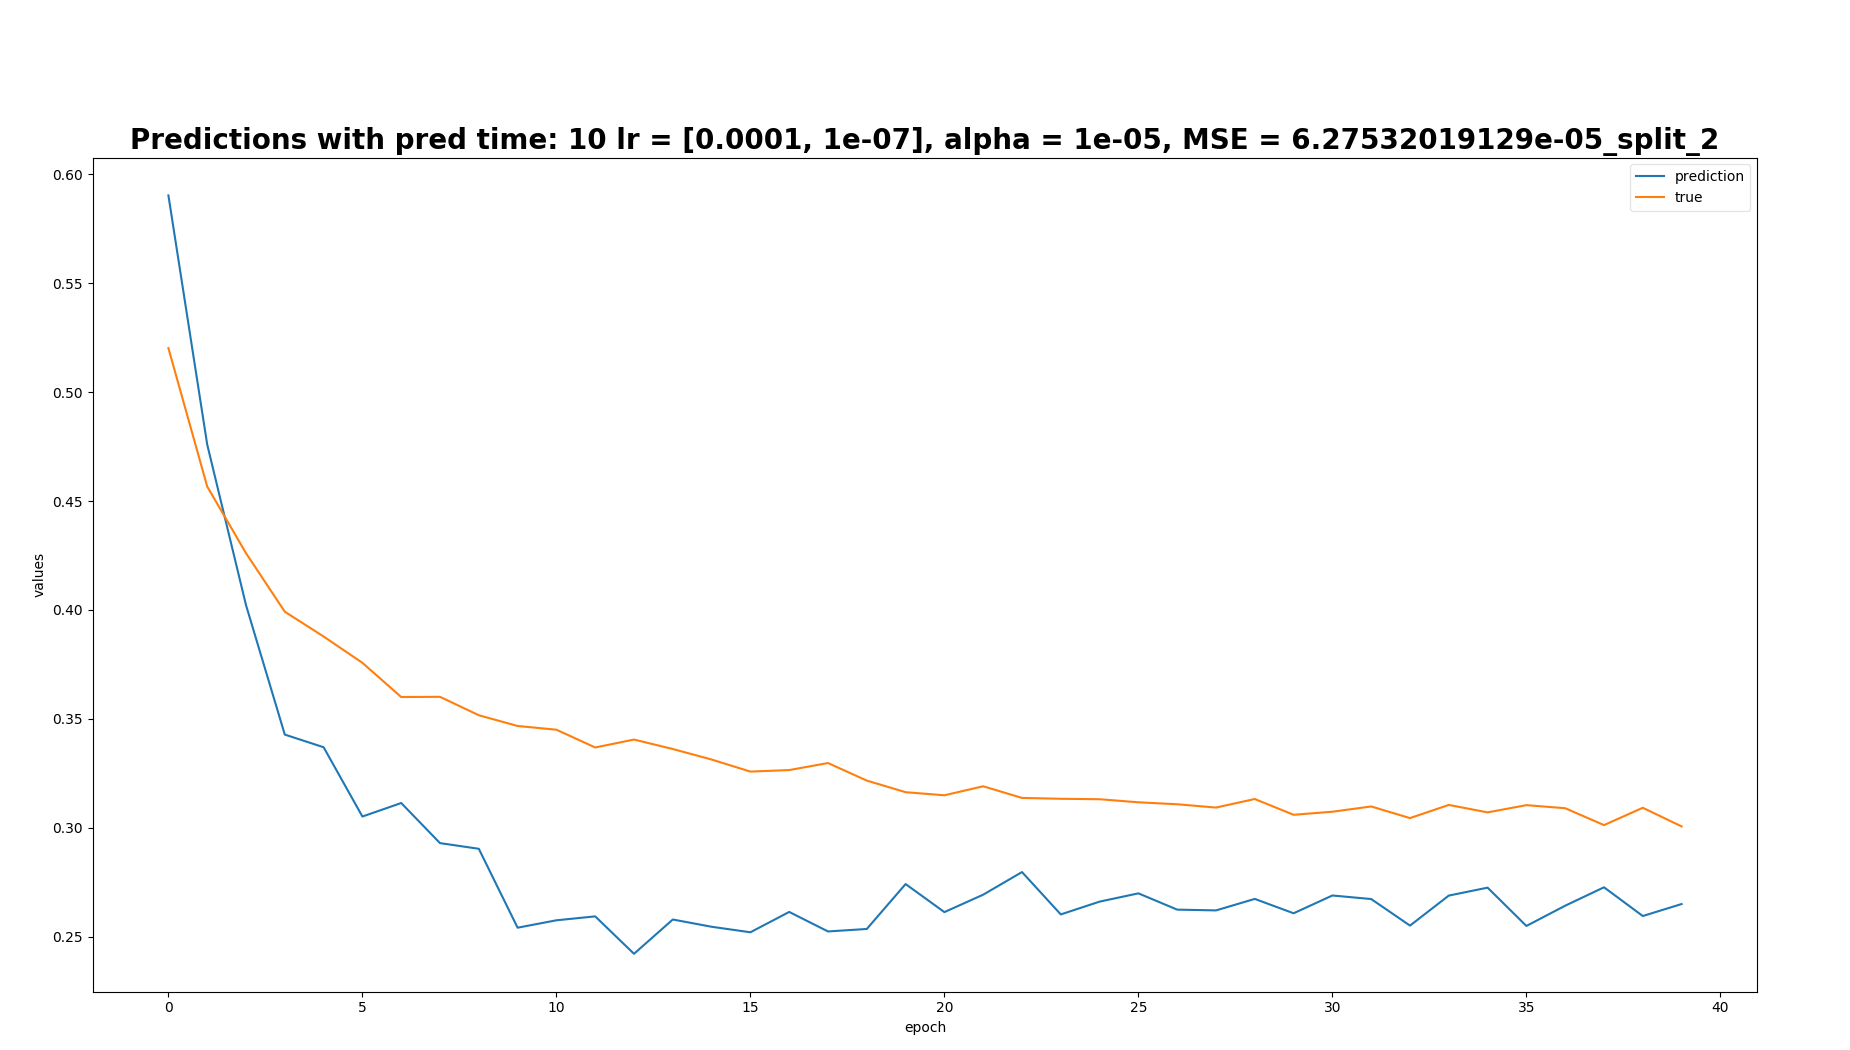 Predictions with pred time: 10 lr = [0.0001, 1e-07], alpha = 1e-05, MSE = 6.27532019129e-05_split_2
prediction
true
0.60
0.55
0.50
0.45
0.40
0.35
0.30
0.25
values
0 5 10 15 20 25 30 35 40
epoch